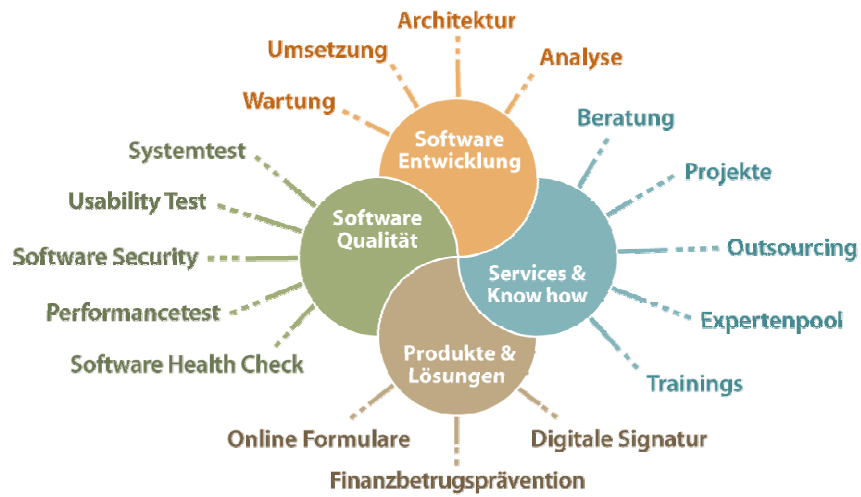 Architektur
Umsetzung
Analyse
Wartung
Software
Entwicklung
Beratung
Systemtest
Projekte
Usability Test
Software
Qualität
Software Security
Outsourcing
Services &
Know how
Performancetest
Expertenpool
Software Health Check
Produkte &
Lösungen
Trainings
Online Formulare
Digitale Signatur
Finanzbetrugsprävention